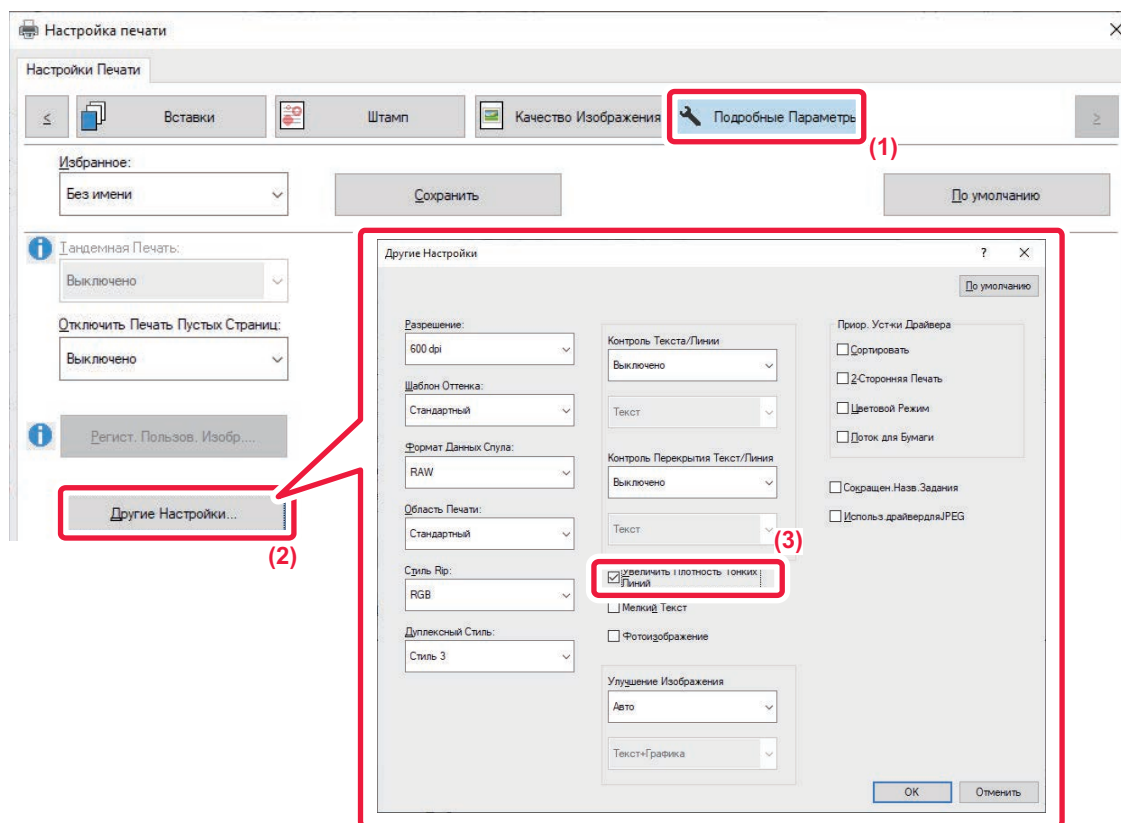 Настройка печати
Настройки Печати
<
Вставки
Штамп
Качество Изображения
Подробные Параметры
>
(1)
Избранное:
Без имени
Сохранить
По умолчанию
Тандемная Печать:
Выключено
Отключить Печать Пустых Страниц:
Выключено
Регист. Пользов. Изобр....
Другие Настройки...
(2)
Другие Настройки
?
По умолчанию
Разрешение:
600 dpi
Шаблон Оттенка:
Стандартный
Формат Данных Спула:
RAW
Область Печати:
Стандартный
Стиль Rip:
RGB
Дуплексный Стиль:
Стиль 3
Контроль Текста/Линии
Выключено
Текст
Контроль Перекрытия Текст/Линия
Выключено
Текст
(3)
Увеличить Плотность Тонких
Линий
Мелкий Текст
Фотоизображение
Улучшение Изображения
Авто
Текст+Графика
Приор. Уст-ки Драйвера
Сортировать
2-Сторонняя Печать
Цветовой Режим
Лоток для Бумаги
Сокращен.Назв.Задания
Использ.драйвердляJPEG
OK
Отменить